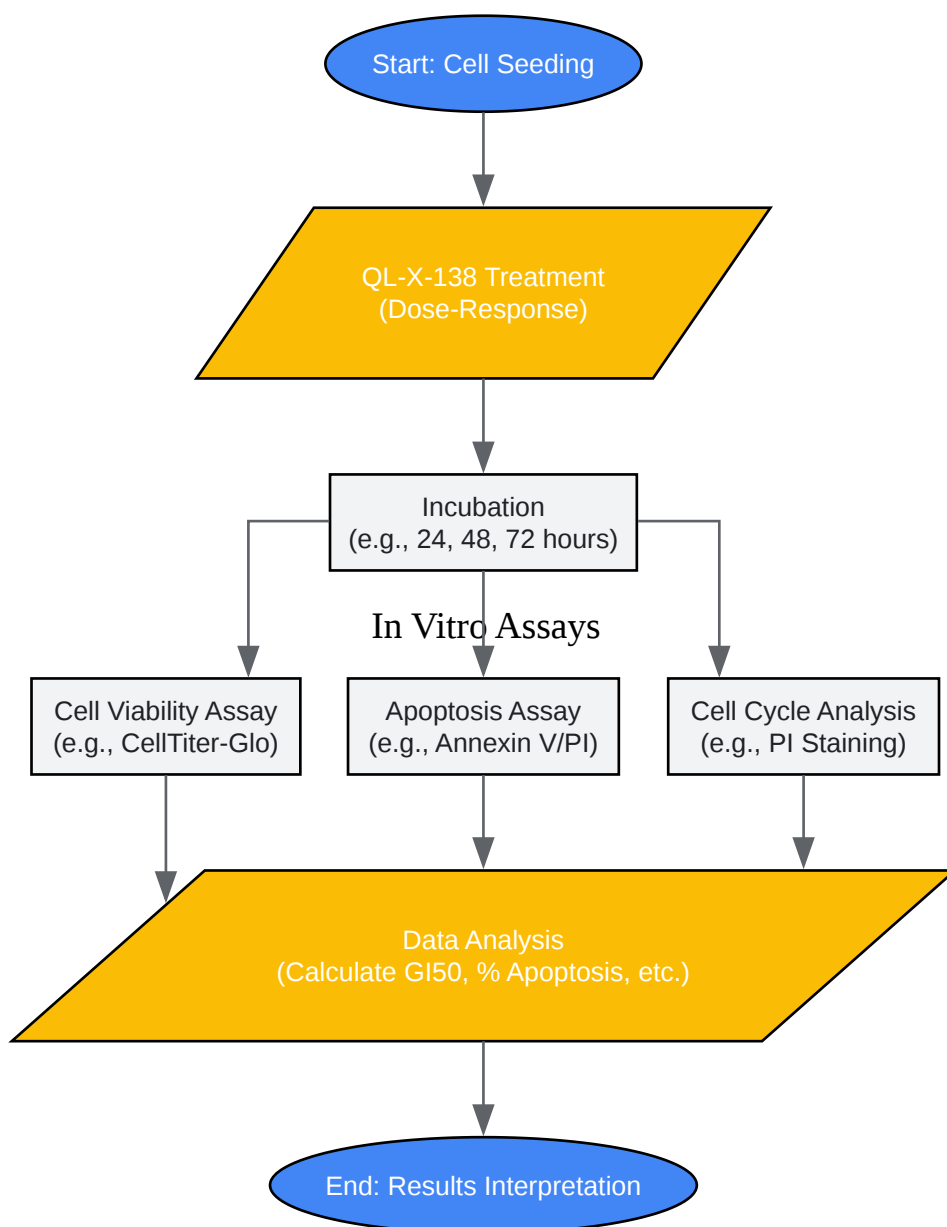 Start: Cell Seeding
QL-X-138 Treatment
(Dose-Response)
Incubation
(e.g., 24, 48, 72 hours)
In Vitro Assays
Cell Viability Assay
(e.g., CellTiter-Glo)
Apoptosis Assay
(e.g., Annexin V/PI)
Cell Cycle Analysis
(e.g., PI Staining)
Data Analysis
(Calculate GI50, % Apoptosis, etc.)
End: Results Interpretation